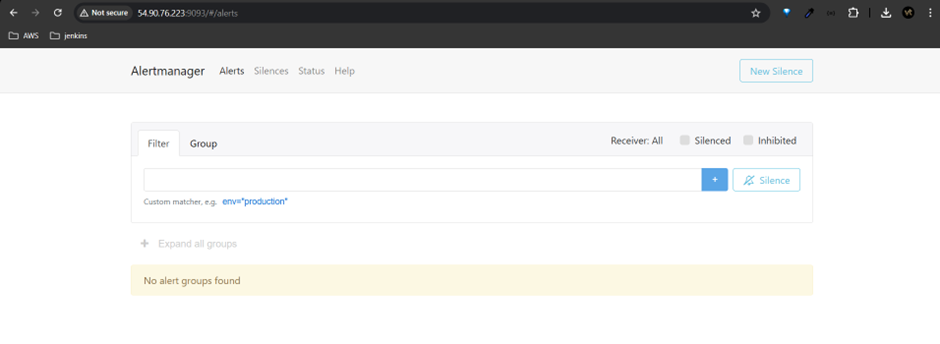 Not secure 54.90.76.223:9093/#/alerts
AWS jenkins
Alertmanager Alerts Silences Status Help New Silence
Filter Group Receiver: All Silenced Inhibited
+ Silence
Custom matcher, e.g. env="production"
+ Expand all groups
No alert groups found